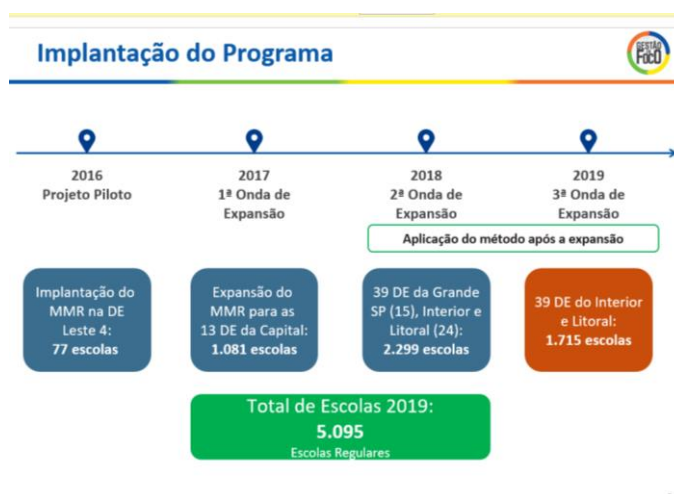 Implantação do Programa
GESTÃO
EM
FOCO
2016
Projeto Piloto
2017
1ª Onda de
Expansão
2018
2ª Onda de
Expansão
2019
3ª Onda de
Expansão
Aplicação do método após a expansão
Implantação do
MMR na DE
Leste 4:
77 escolas
Expansão do
MMR para as
13 DE da Capital:
1.081 escolas
39 DE da Grande
SP (15), Interior e
Litoral (24):
2.299 escolas
39 DE do Interior
e Litoral:
1.715 escolas
Total de Escolas 2019:
5.095
Escolas Regulares